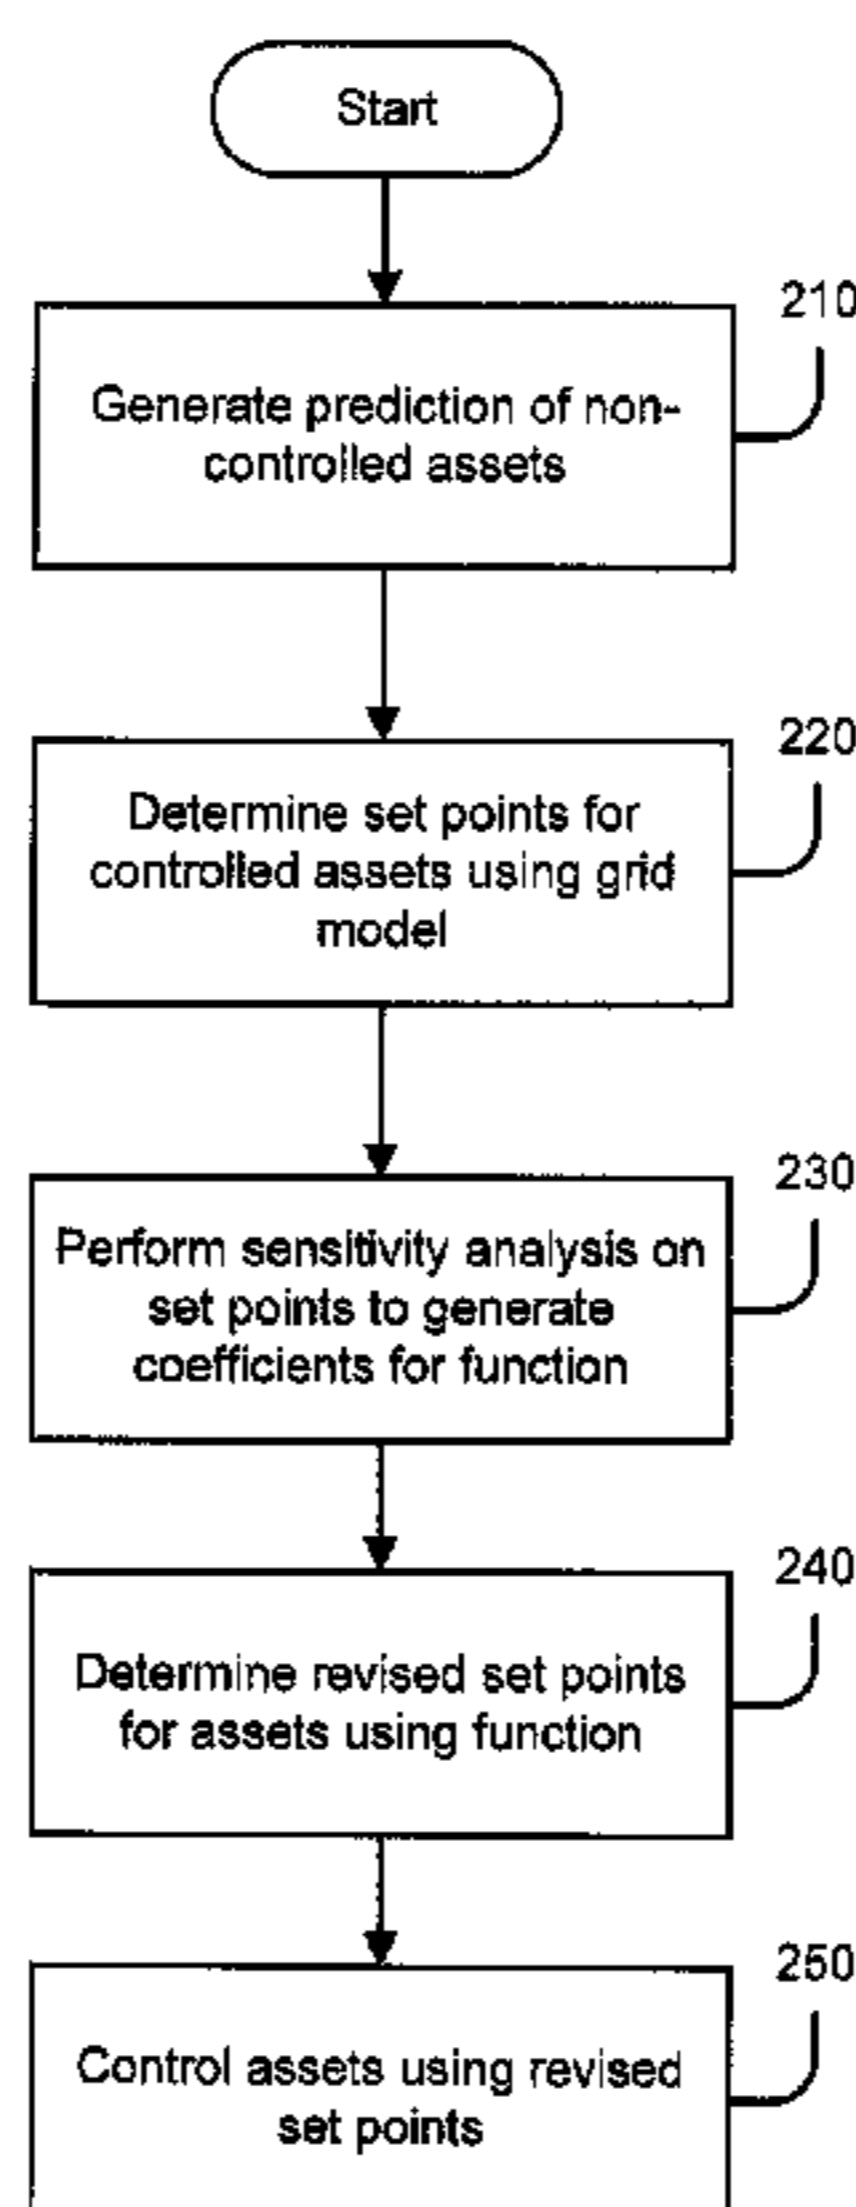 Start
210
Generate prediction of non-
controlled assets
220
Determine set points for
controlled assets using grid
model
230
Perform sensitivity analysis on
set points to generate
coefficients for function
240
Determine revised set points
for assets using function
250
Control assets using revised
set points